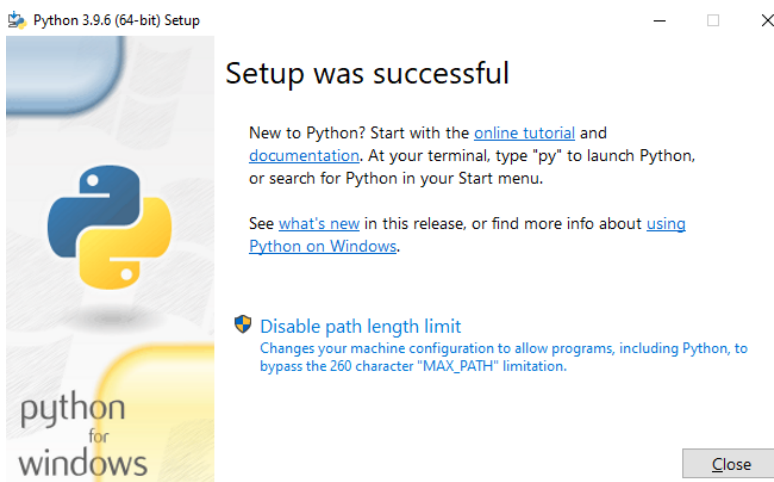 Python 3.9.6 (64-bit) Setup
Setup was successful
New to Python? Start with the online tutorial and
documentation. At your terminal, type "py" to launch Python,
or search for Python in your Start menu.
See what's new in this release, or find more info about using
Python on Windows.
Disable path length limit
Changes your machine configuration to allow programs, including Python, to
bypass the 260 character "MAX_PATH" limitation.
python
for
windows
Close